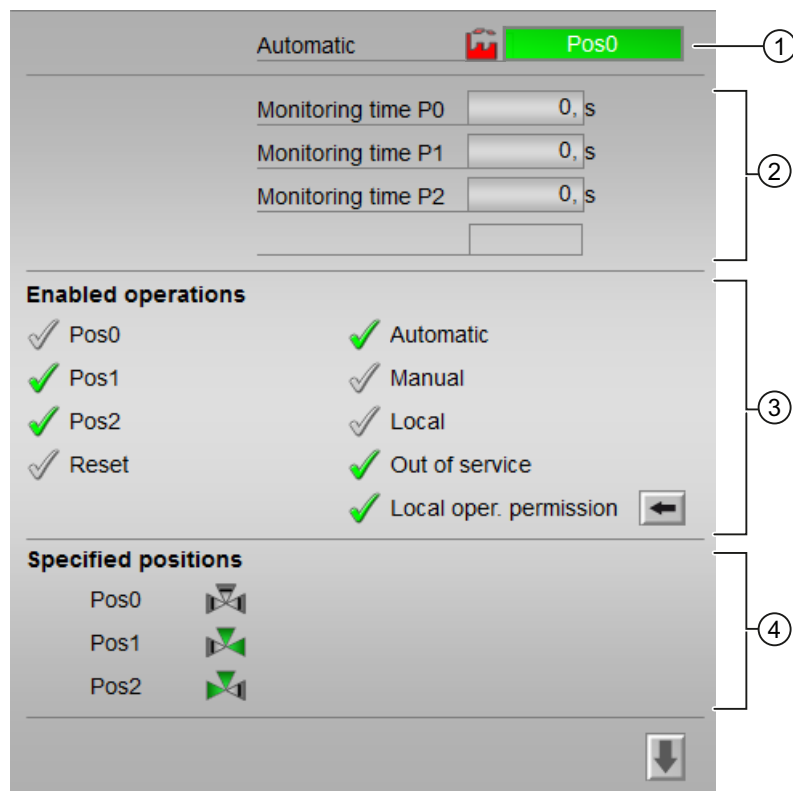 Automatic Pos0 1
Monitoring time P0 0, s
Monitoring time P1 0, s
2
Monitoring time P2 0, s
Enabled operations
Pos0 Automatic
Pos1 Manual
3
Pos2 Local
Reset Out of service
Local oper. permission
Specified positions
Pos0
4
Pos1
Pos2